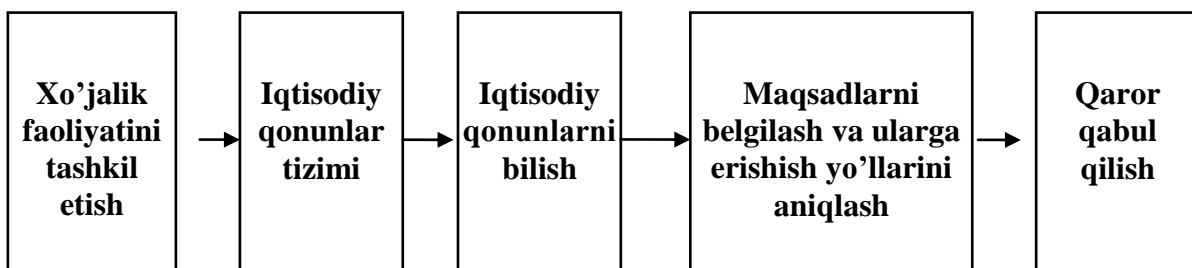 Xo’jalik
faoliyatini
tashkil
etish
Iqtisodiy
qonunlar
tizimi
Iqtisodiy
qonunlarni
bilish
Maqsadlarni
belgilash va ularga
erishish yo’llarini
aniqlash
Qaror
qabul
qilish